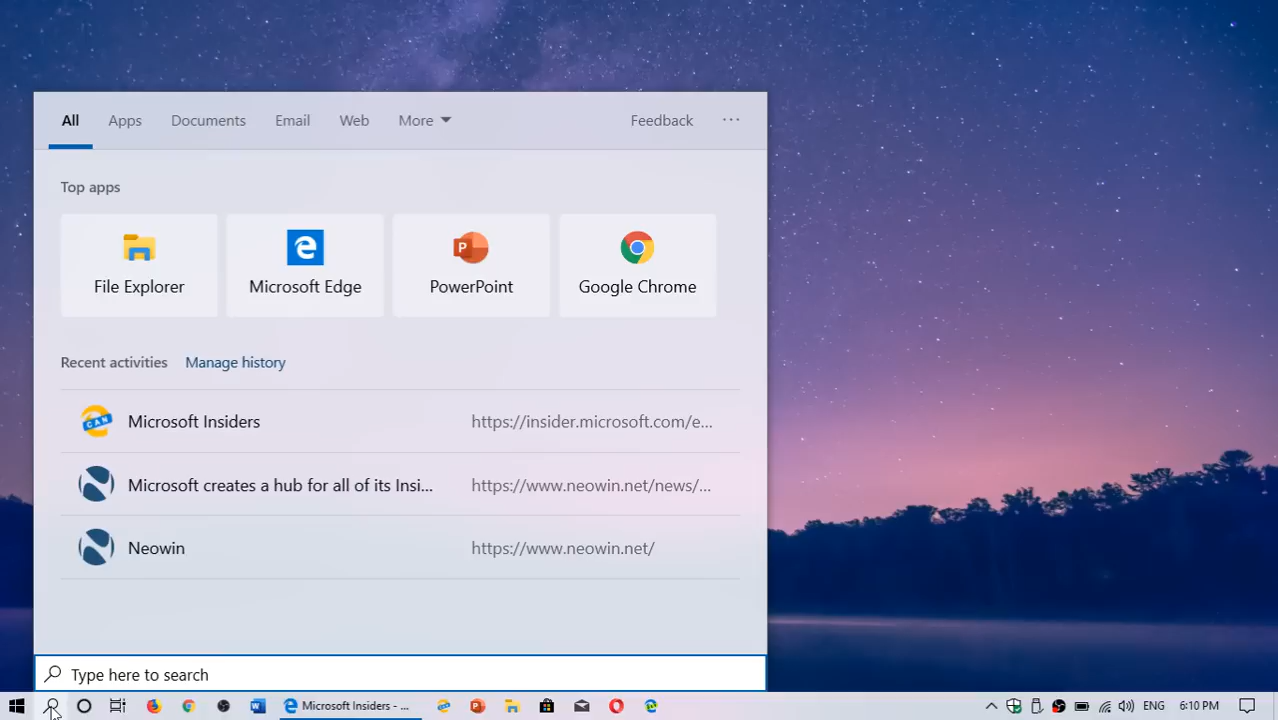 All Apps Documents Email Web More Feedback ...
Top apps
File Explorer Microsoft Edge PowerPoint Google Chrome
Recent activities Manage history
CAN Microsoft Insiders https://insider.microsoft.com/e...
Microsoft creates a hub for all of its Insi... https://www.neowin.net/news/...
Neowin https://www.neowin.net/
Type here to search
Microsoft Insiders - ... ENG 6:10 PM